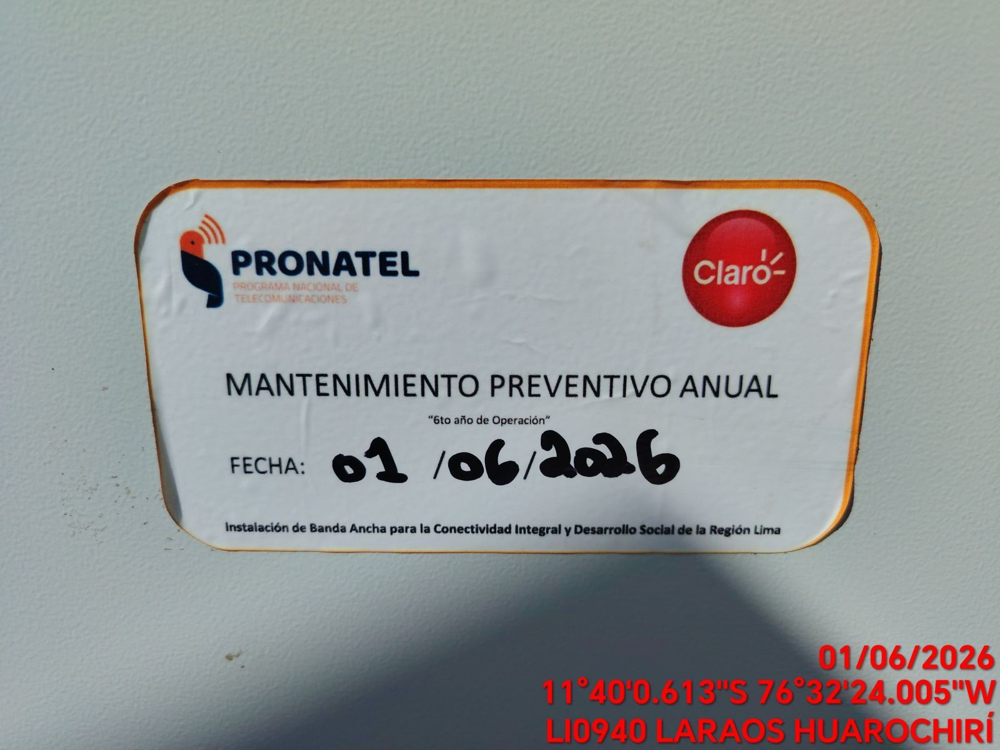 PRONATEL
PROGRAMA NACIONAL DE
TELECOMUNICACIONES
Claro
MANTENIMIENTO PREVENTIVO ANUAL
"6to año de Operación"
FECHA: 01 /06/2026
Instalación de Banda Ancha para la Conectividad Integral y Desarrollo Social de la Región Lima
01/06/2026
11°40'0.613"S 76°32'24.005"W
LI0940 LARAOS HUAROCHIRÍ